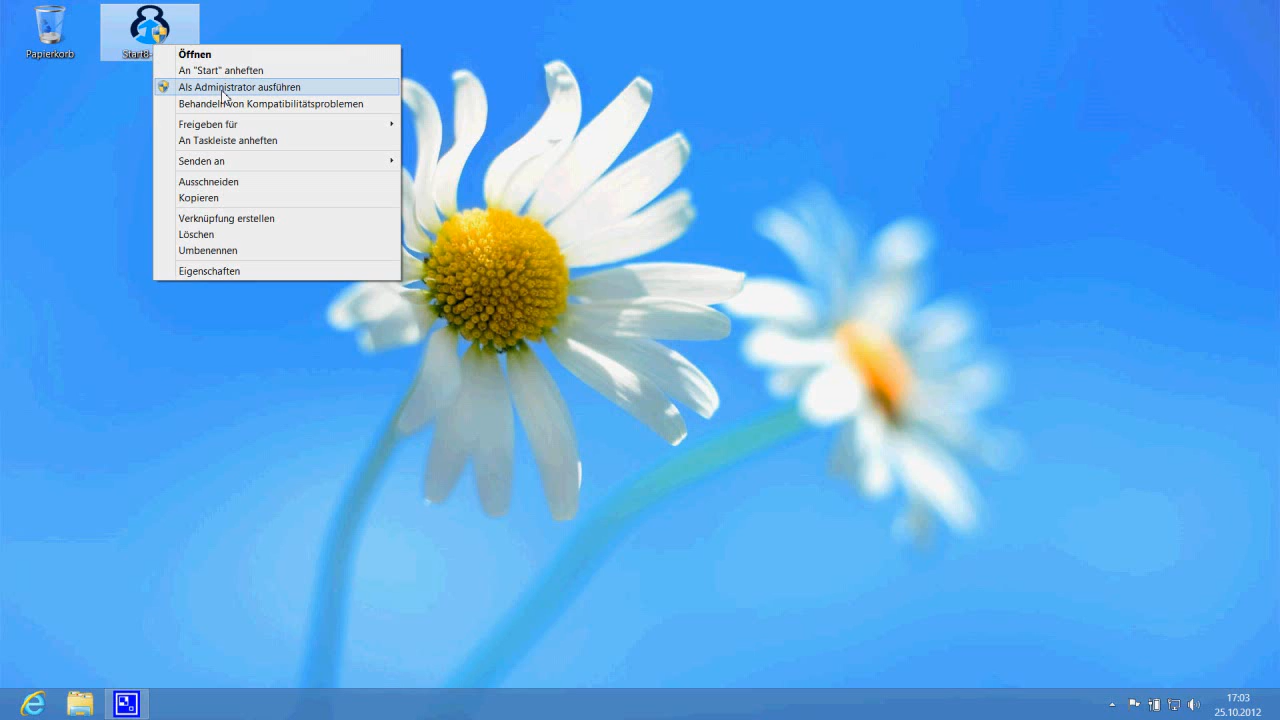 Papierkorb
Start8-
Öffnen
An "Start" anheften
Als Administrator ausführen
Behandeln von Kompatibilitätsproblemen
Freigeben für
An Taskleiste anheften
Senden an
Ausschneiden
Kopieren
Verknüpfung erstellen
Löschen
Umbenennen
Eigenschaften
17:03
25.10.2012